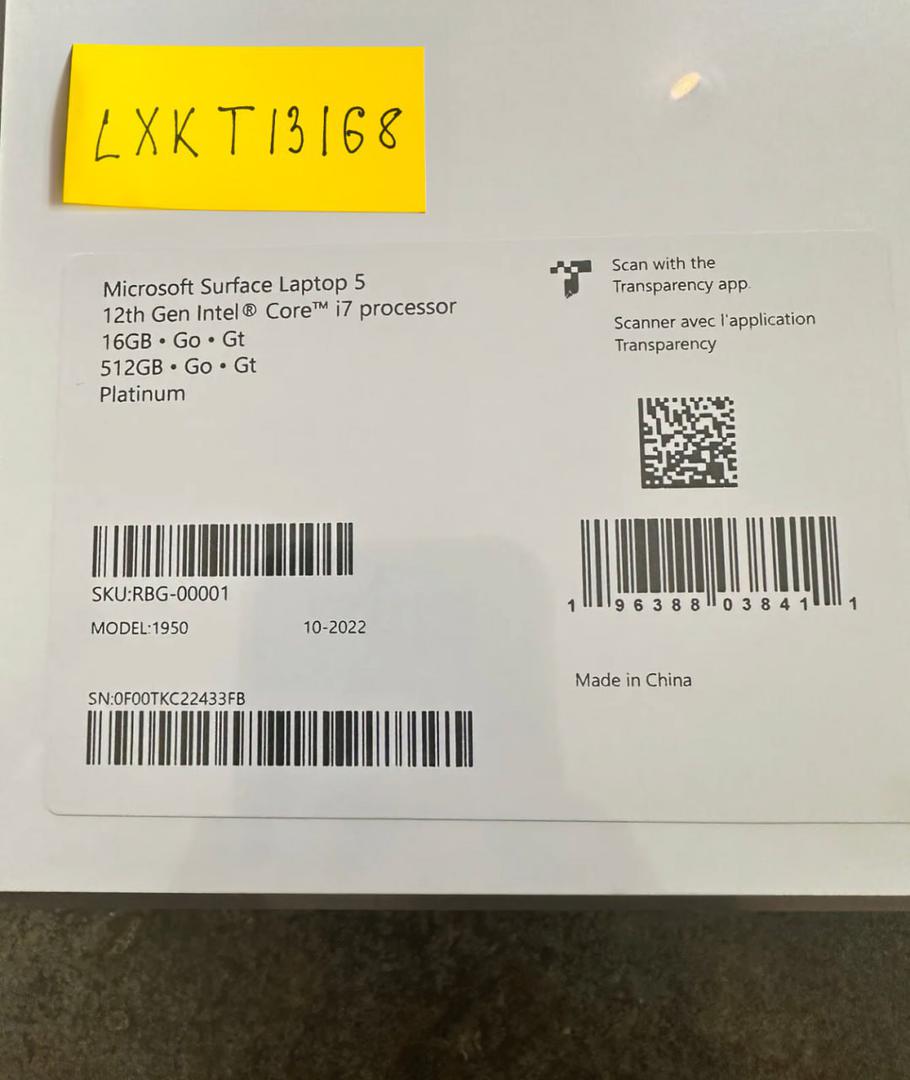 LXKT13168
Microsoft Surface Laptop 5
12th Gen Intel® Core™ i7 processor
16GB • Go • Gt
512GB • Go • Gt
Platinum
Scan with the
Transparency app.
Scanner avec l'application
Transparency
SKU:RBG-00001
MODEL:1950 10-2022
SN:0F00TKC22433FB
1 96388 03841 1
Made in China